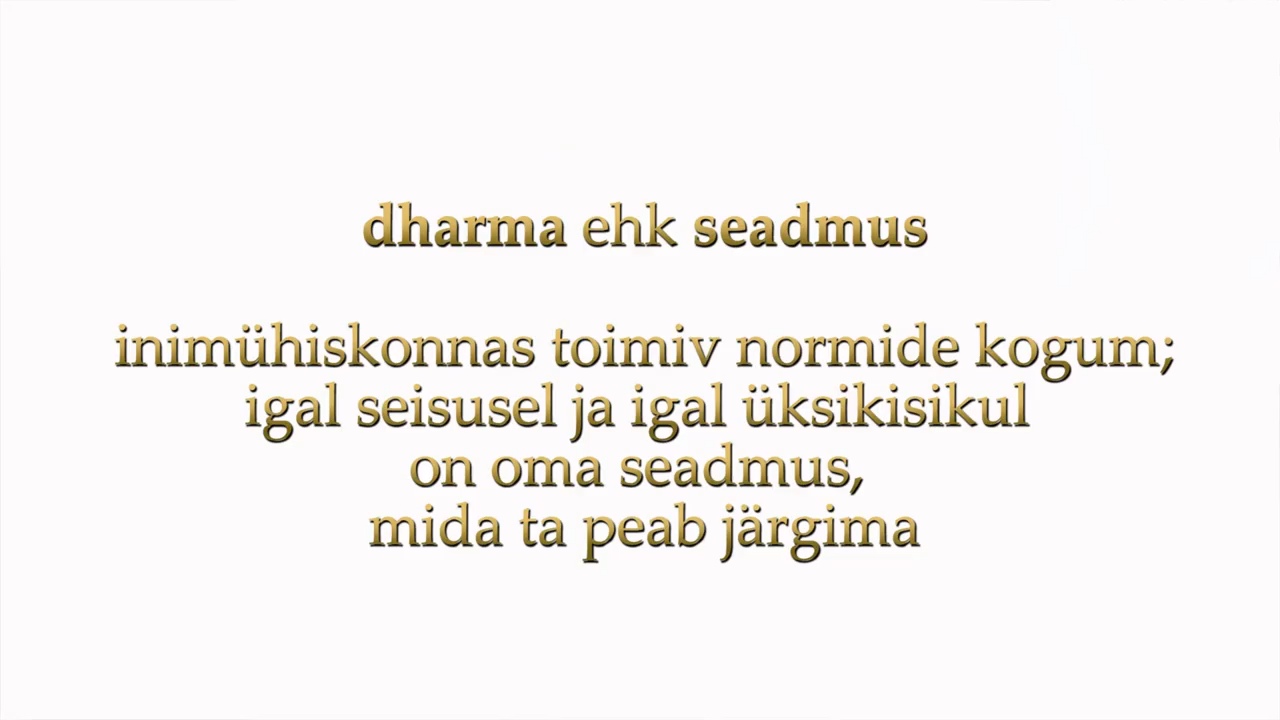 dharma ehk seadmus
inimühiskonnas toimiv normide kogum;
igal seisusel ja igal üksikisikul
on oma seadmus,
mida ta peab järgima